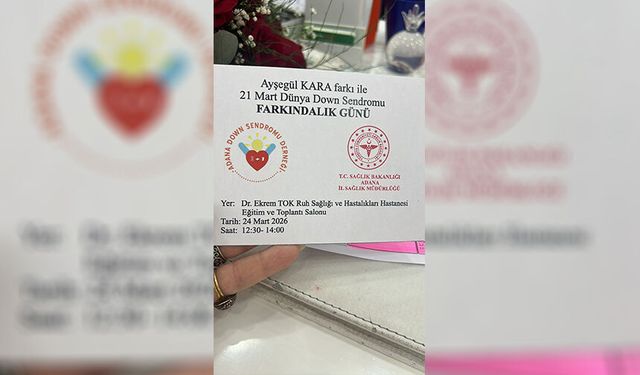 Ayşegül KARA farkı ile
21 Mart Dünya Down Sendromu
FARKINDALIK GÜNÜ
ADANA DOWN SENDROMU DERNEĞİ
T.C. SAĞLIK BAKANLIĞI
ADANA
İL SAĞLIK MÜDÜRLÜĞÜ
Yer: Dr. Ekrem TOK Ruh Sağlığı ve Hastalıkları Hastanesi
Eğitim ve Toplantı Salonu
Tarih: 24 Mart 2026
Saat: 12:30- 14:00